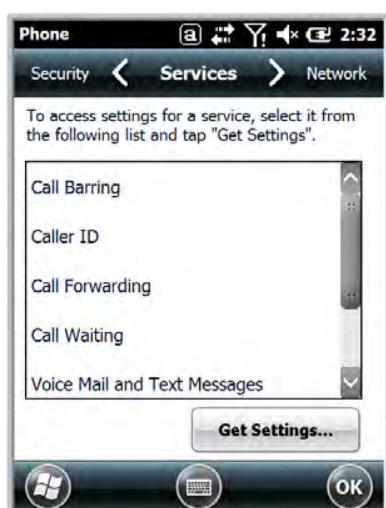 Phone a 2:32
Security Services Network
To access settings for a service, select it from
the following list and tap "Get Settings".
Call Barring
Caller ID
Call Forwarding
Call Waiting
Voice Mail and Text Messages
Get Settings...
OK